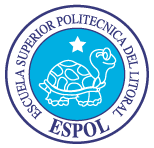 ESCUELA SUPERIOR POLITECNICA DEL LITORAL
ESPOL